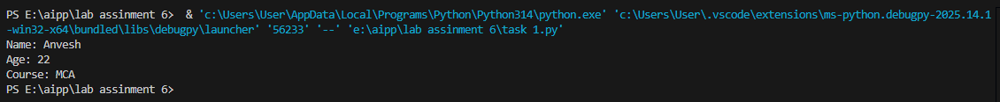 PS E:\aipp\lab assinment 6>  & 'c:\Users\User\AppData\Local\Programs\Python\Python314\python.exe' 'c:\Users\User\.vscode\extensions\ms-python.debugpy-2025.14.1
-win32-x64\bundled\libs\debugpy\launcher' '56233' '--' 'e:\aipp\lab assinment 6\task 1.py'
Name: Anvesh
Age: 22
Course: MCA
PS E:\aipp\lab assinment 6>